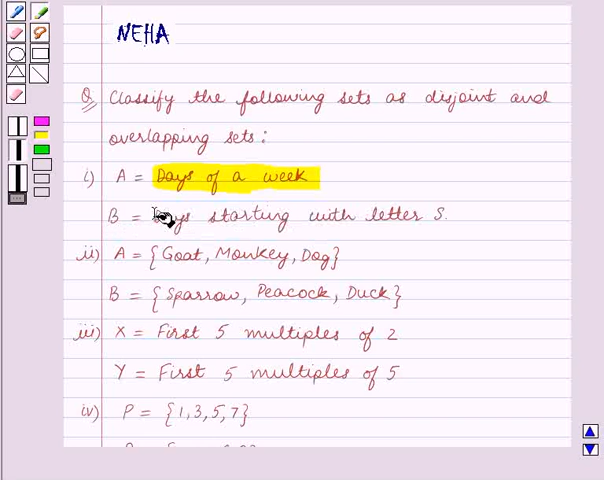 NEHA
Q Classify the following sets as disjoint and
overlapping sets :
i) A = Days of a week
B = Days starting with letter S.
ii) A = {Goat, Monkey, Dog}
B = {Sparrow, Peacock, Duck}
iii) X = First 5 multiples of 2
Y = First 5 multiples of 5
iv) P = {1,3,5,7}